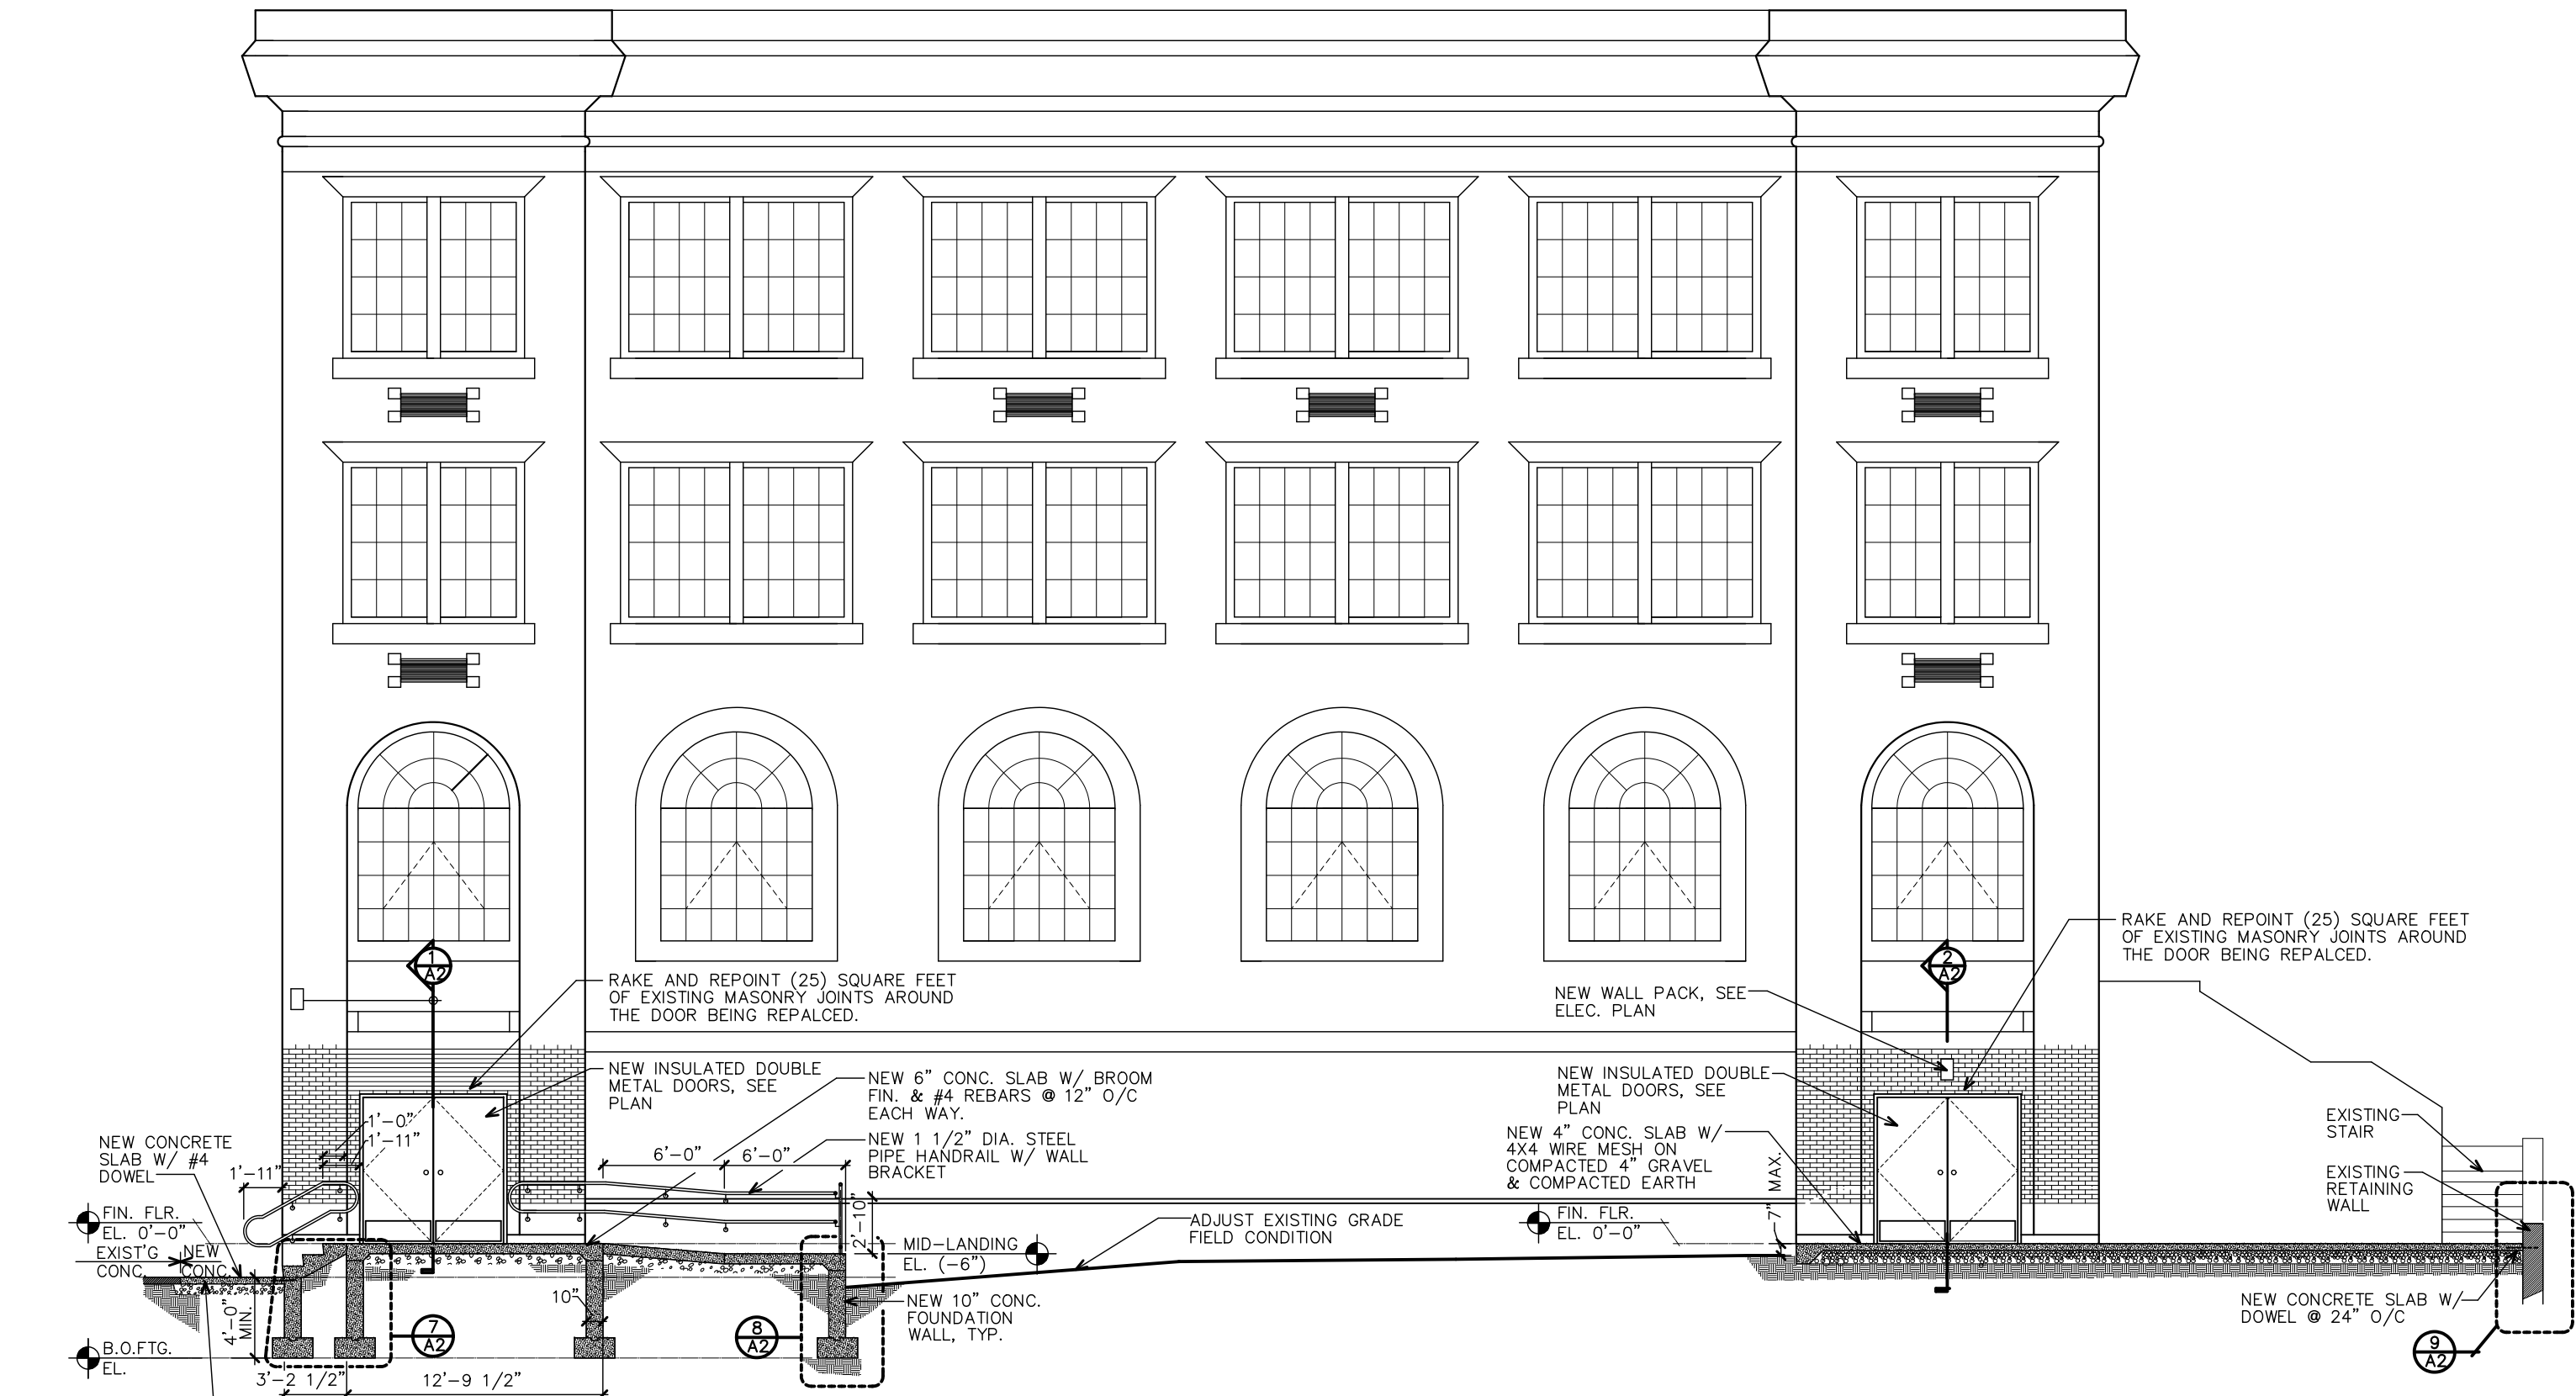 1
A2
2
A2
RAKE AND REPOINT (25) SQUARE FEET
OF EXISTING MASONRY JOINTS AROUND
THE DOOR BEING REPALCED.
RAKE AND REPOINT (25) SQUARE FEET
OF EXISTING MASONRY JOINTS AROUND
THE DOOR BEING REPALCED.
NEW WALL PACK, SEE
ELEC. PLAN
NEW INSULATED DOUBLE
METAL DOORS, SEE
PLAN
NEW 6" CONC. SLAB W/ BROOM
FIN. & #4 REBARS @ 12" O/C
EACH WAY.
NEW INSULATED DOUBLE
METAL DOORS, SEE
PLAN
1'-0"
1'-11"
NEW CONCRETE
SLAB W/ #4
DOWEL
1'-11"
6'-0"
6'-0"
NEW 1 1/2" DIA. STEEL
PIPE HANDRAIL W/ WALL
BRACKET
NEW 4" CONC. SLAB W/
4X4 WIRE MESH ON
COMPACTED 4" GRAVEL
& COMPACTED EARTH
7" MAX.
EXISTING
STAIR
EXISTING
RETAINING
WALL
FIN. FLR.
EL. 0'-0"
EXIST'G
CONC.
NEW
CONC.
2'-10"
MID-LANDING
EL. (-6")
ADJUST EXISTING GRADE
FIELD CONDITION
FIN. FLR.
EL. 0'-0"
4'-0"
MIN.
10"
NEW 10" CONC.
FOUNDATION
WALL, TYP.
NEW CONCRETE SLAB W/
DOWEL @ 24" O/C
B.O.FTG.
EL.
7
A2
8
A2
9
A2
3'-2 1/2"
12'-9 1/2"